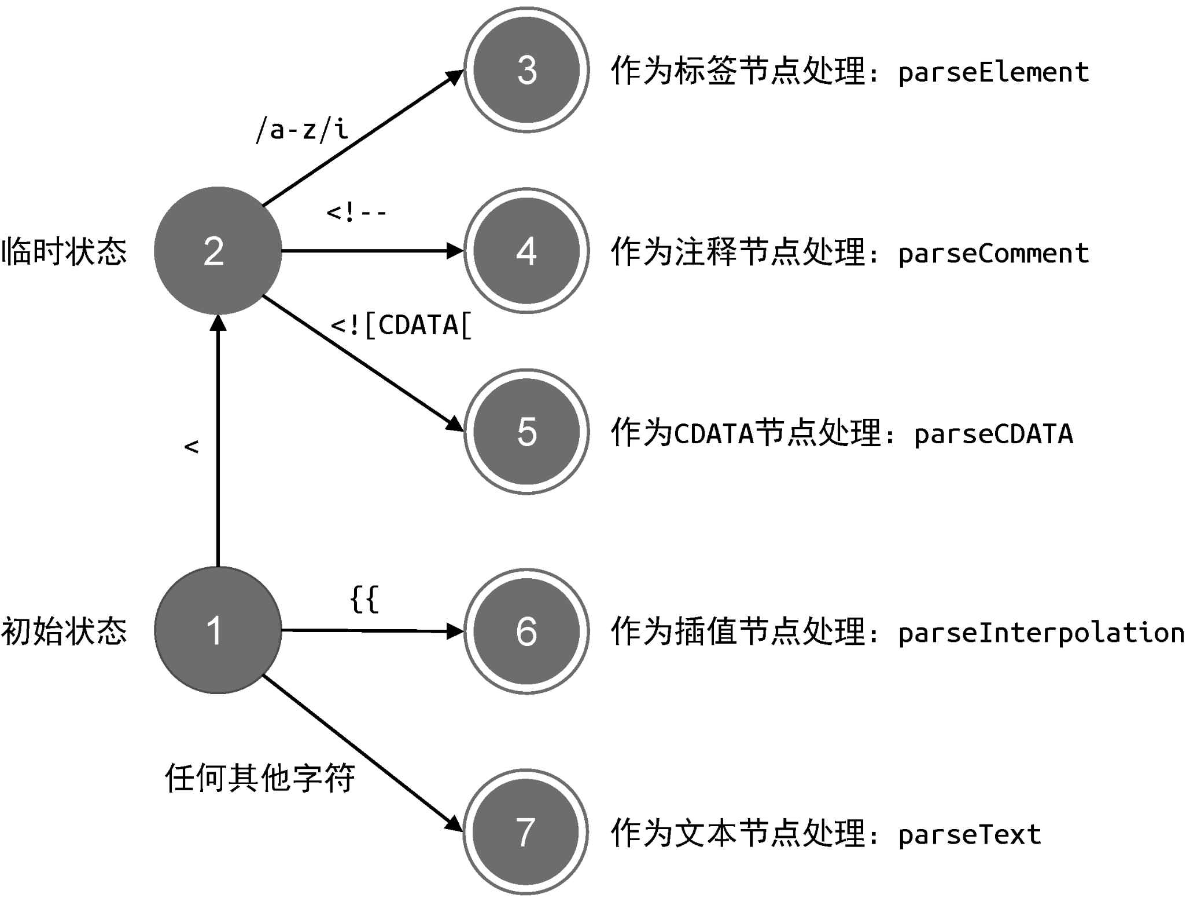 3
作为标签节点处理：parseElement
/a-z/i
<!--
临时状态
2
4
作为注释节点处理：parseComment
<![CDATA[
5
作为CDATA节点处理：parseCDATA
<
{{
初始状态
1
6
作为插值节点处理：parseInterpolation
任何其他字符
7
作为文本节点处理：parseText